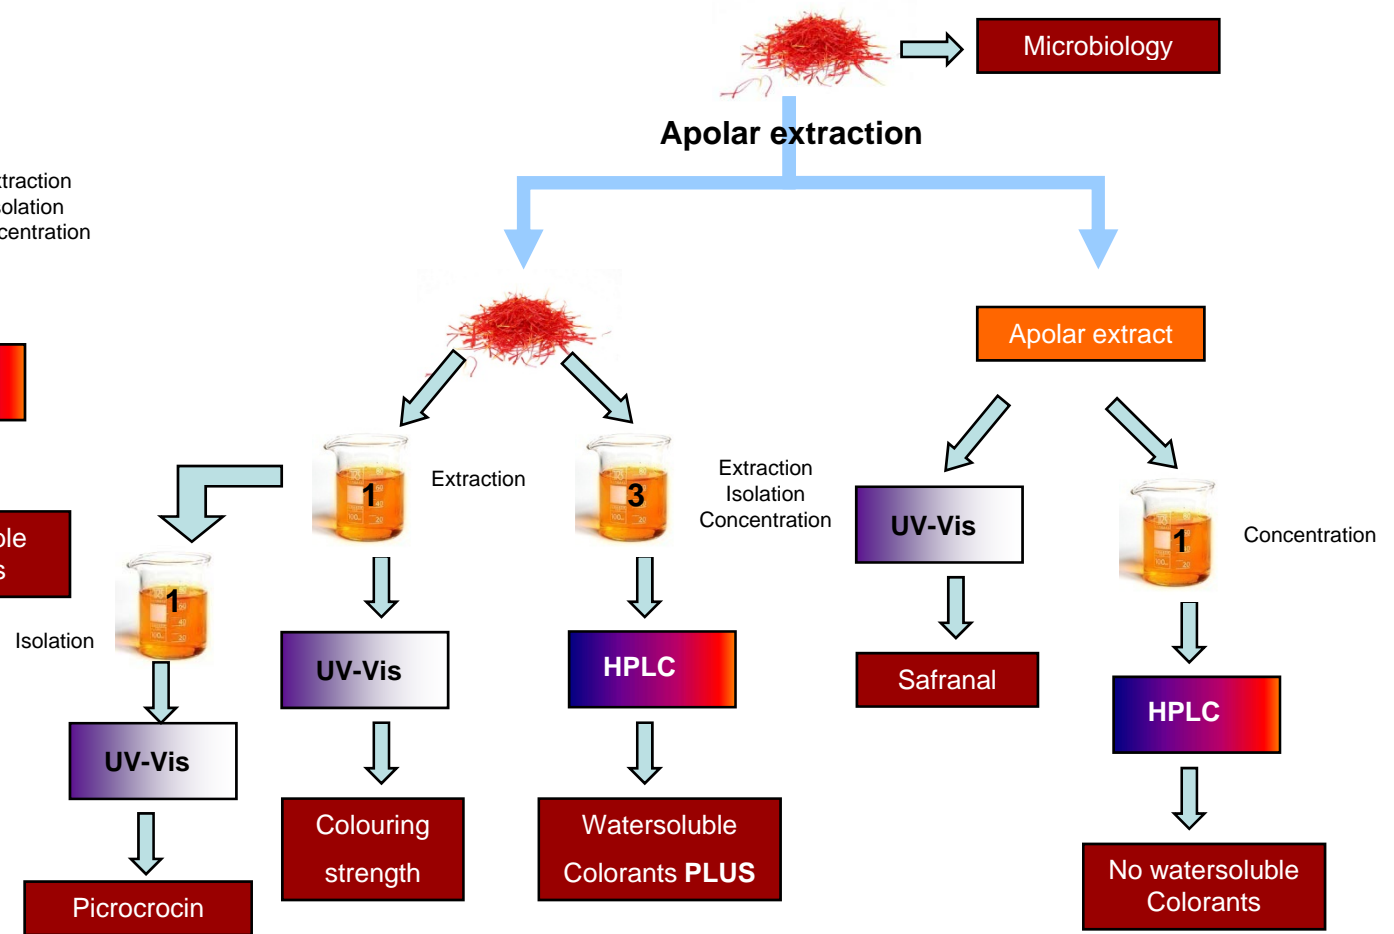 Microbiology
Apolar extraction
traction
olation
centration
Apolar extract
1
Extraction
3
Extraction
Isolation
Concentration
UV-Vis
1
Concentration
ole
s
1
Isolation
UV-Vis
HPLC
Safranal
HPLC
UV-Vis
Colouring
strength
Watersoluble
Colorants PLUS
No watersoluble
Colorants
Picrocrocin